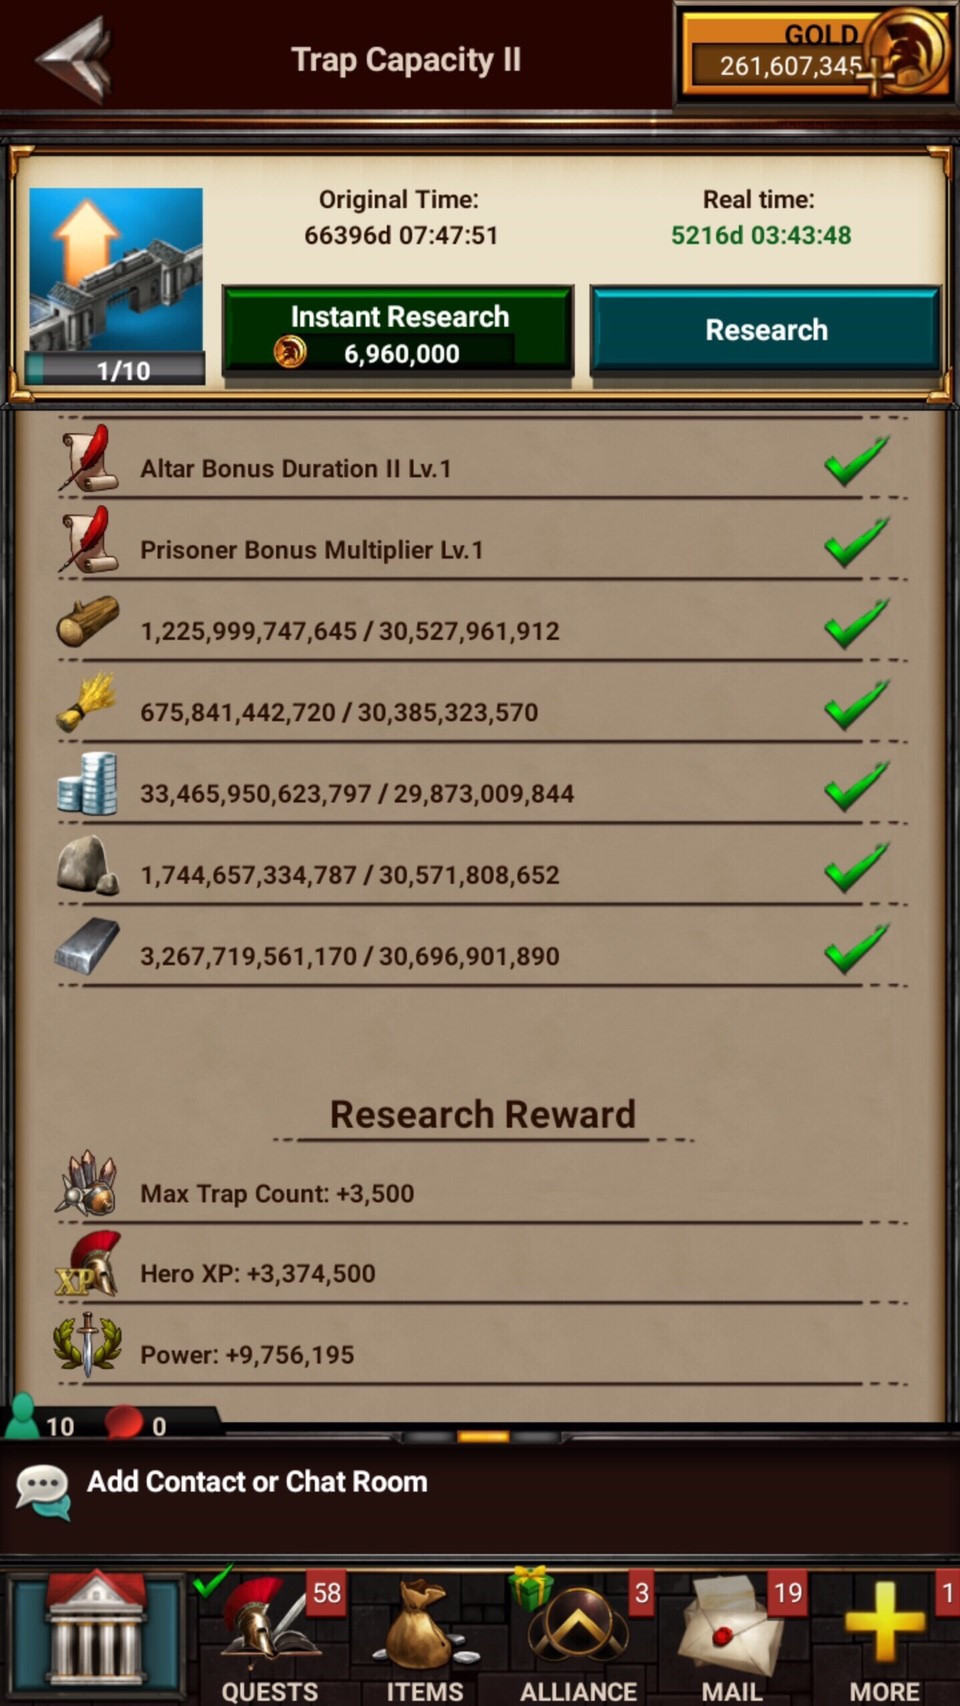 Trap Capacity II
GOLD
261,607,345
Original Time:
66396d 07:47:51
Real time:
5216d 03:43:48
Instant Research
6,960,000
Research
1/10
Altar Bonus Duration II Lv.1
Prisoner Bonus Multiplier Lv.1
1,225,999,747,645 / 30,527,961,912
675,841,442,720 / 30,385,323,570
33,465,950,623,797 / 29,873,009,844
1,744,657,334,787 / 30,571,808,652
3,267,719,561,170 / 30,696,901,890
Research Reward
Max Trap Count: +3,500
XP
Hero XP: +3,374,500
Power: +9,756,195
10
0
Add Contact or Chat Room
58
3
19
1
QUESTS
ITEMS
ALLIANCE
MAIL
MORE